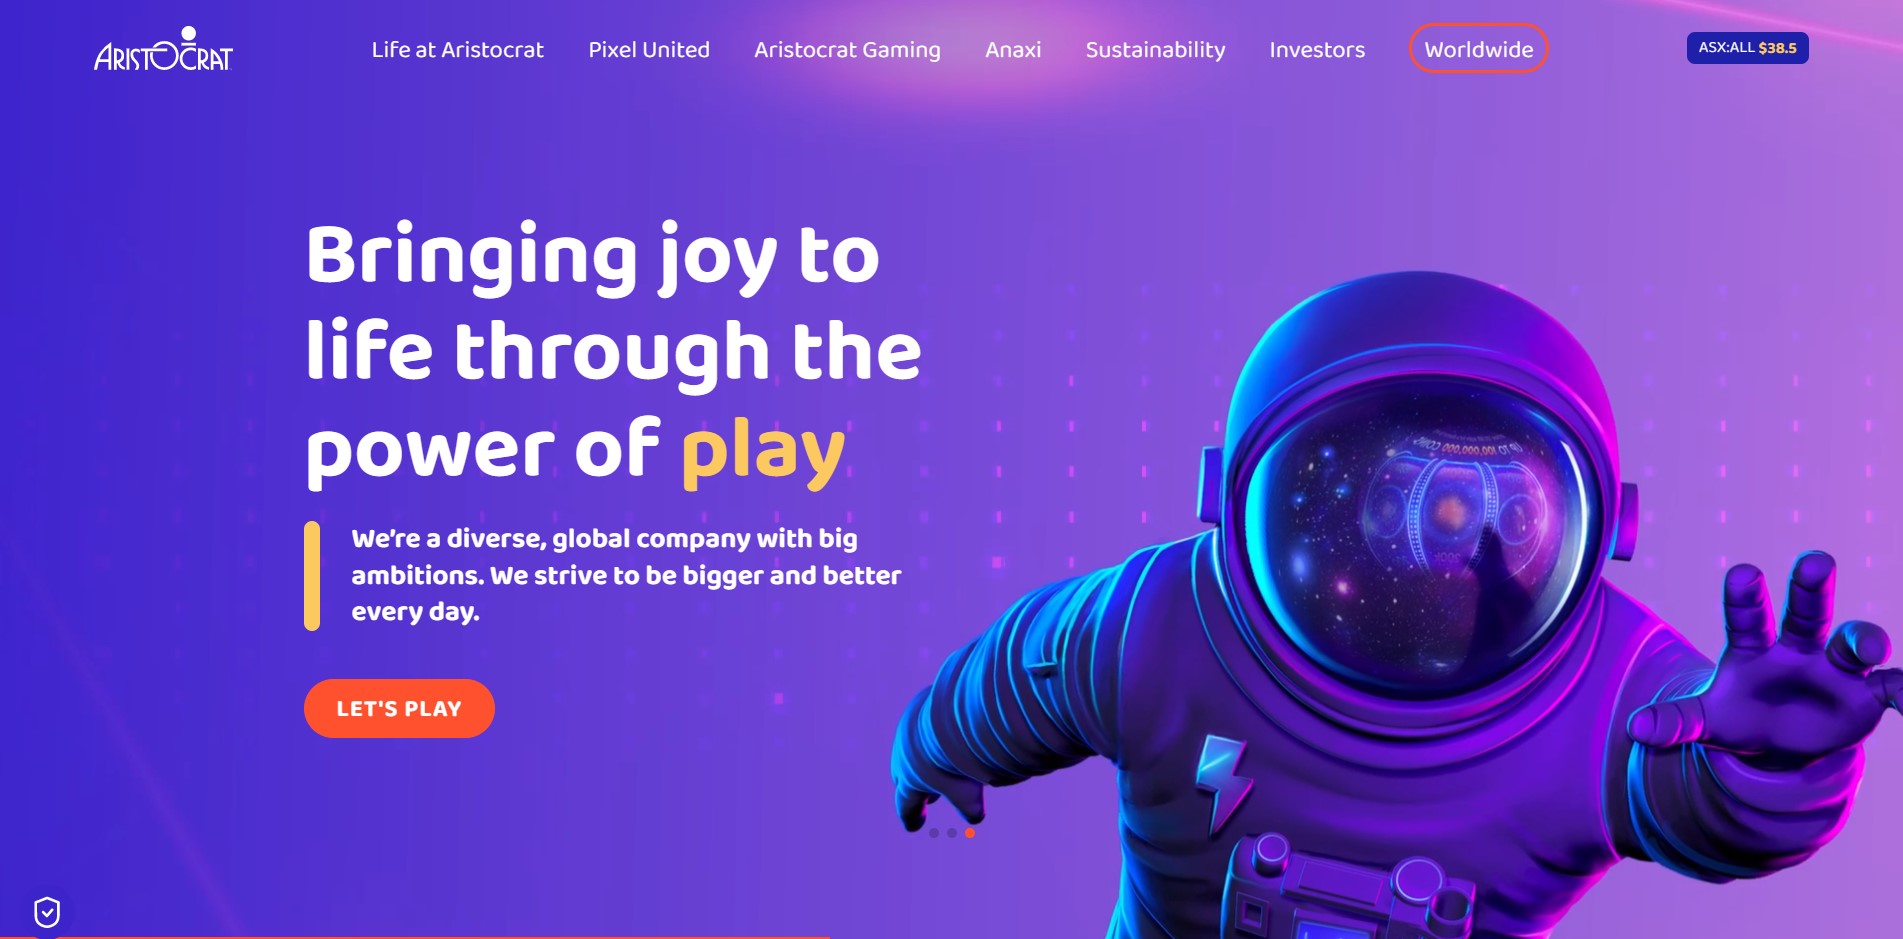 ARISTOCRAT
Life at Aristocrat
Pixel United
Aristocrat Gaming
Anaxi
Sustainability
Investors
Worldwide
ASX:ALL $38.5
Bringing joy to
life through the
power of play
We're a diverse, global company with big
ambitions. We strive to be bigger and better
every day.
LET'S PLAY